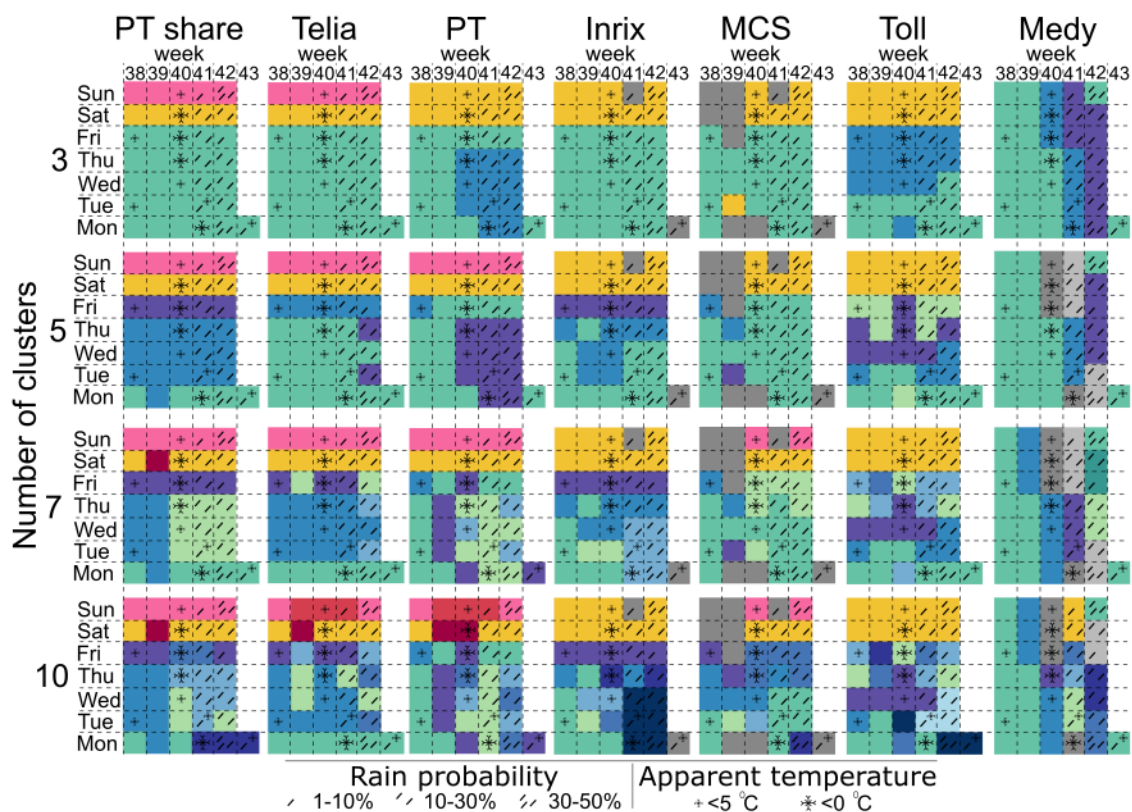 PT share Telia PT Inrix MCS Toll Medy
week week week week week week week
38 39 40 41 42 43 38 39 40 41 42 43 38 39 40 41 42 43 38 39 40 41 42 43 38 39 40 41 42 43 38 39 40 41 42 43 38 39 40 41 42 43
Number of clusters
3
Sun
Sat
Fri
Thu
Wed
Tue
Mon
5
Sun
Sat
Fri
Thu
Wed
Tue
Mon
7
Sun
Sat
Fri
Thu
Wed
Tue
Mon
10
Sun
Sat
Fri
Thu
Wed
Tue
Mon
Rain probability Apparent temperature
1-10% 10-30% 30-50% <5 °C <0 °C